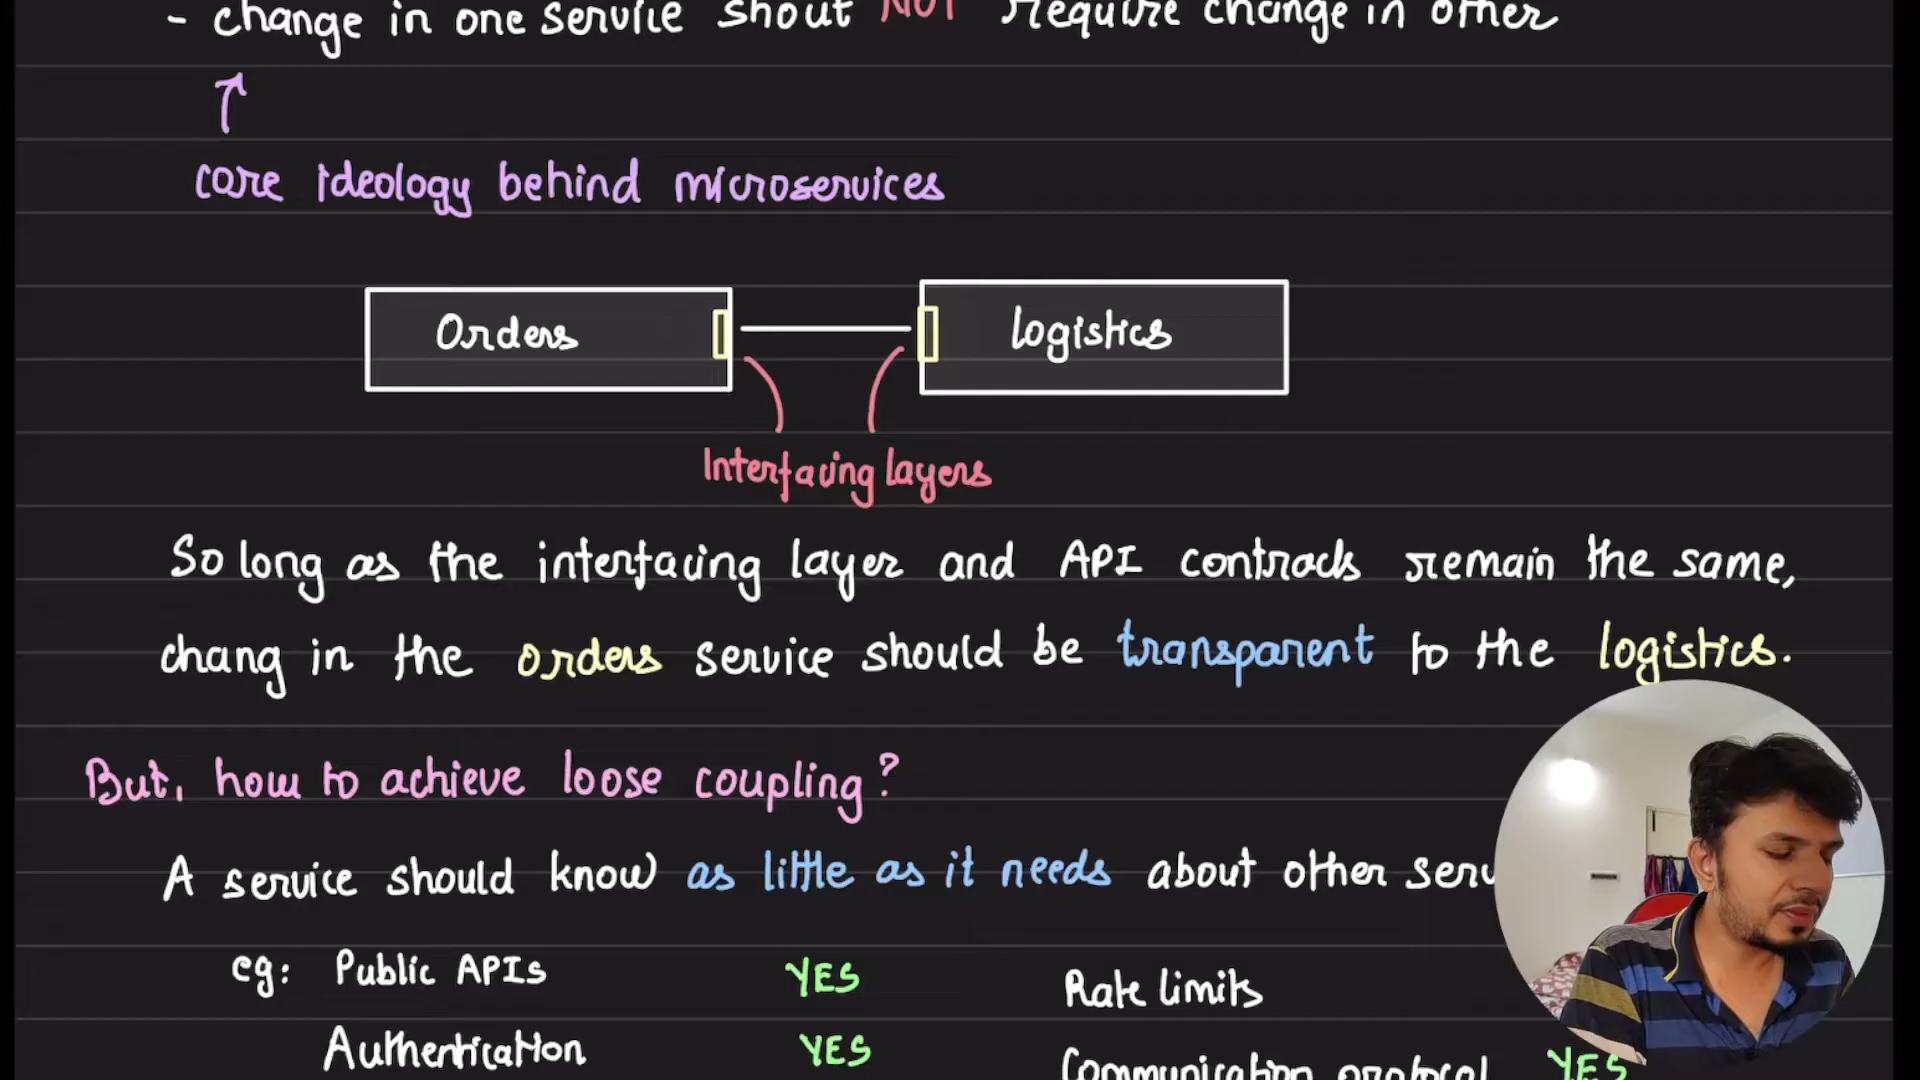 - change in one service shout NOT require change in other
core ideology behind microservices
Orders
logistics
Interfacing layers
So long as the interfacing layer and API contracts remain the same,
chang in the orders service should be transparent to the logistics.
But, how to achieve loose coupling?
A service should know as little as it needs about other serv
eg: Public APIs YES Rate limits
Authentication YES Communication protocol YES